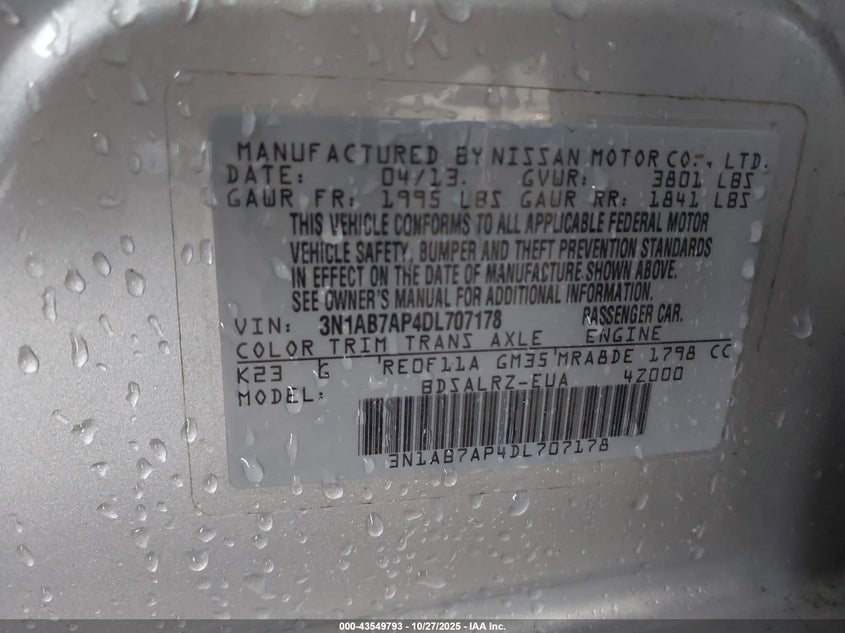 MANUFACTURED BY NISSAN MOTOR CO., LTD.
DATE: 04/13. GVWR: 3801 LBS
GAWR FR: 1995 LBS GAWR RR: 1841 LBS
THIS VEHICLE CONFORMS TO ALL APPLICABLE FEDERAL MOTOR
VEHICLE SAFETY, BUMPER AND THEFT PREVENTION STANDARDS
IN EFFECT ON THE DATE OF MANUFACTURE SHOWN ABOVE.
SEE OWNER'S MANUAL FOR ADDITIONAL INFORMATION.
VIN: 3N1AB7AP4DL707178 PASSENGER CAR.
COLOR TRIM TRANS AXLE ENGINE
K23 G RE0F11A GM35 MRA8DE 1798 CC
MODEL: BDSALRZ-EUA 4Z000
3N1AB7AP4DL707178
000-43549793 - 10/27/2025 - IAA Inc.